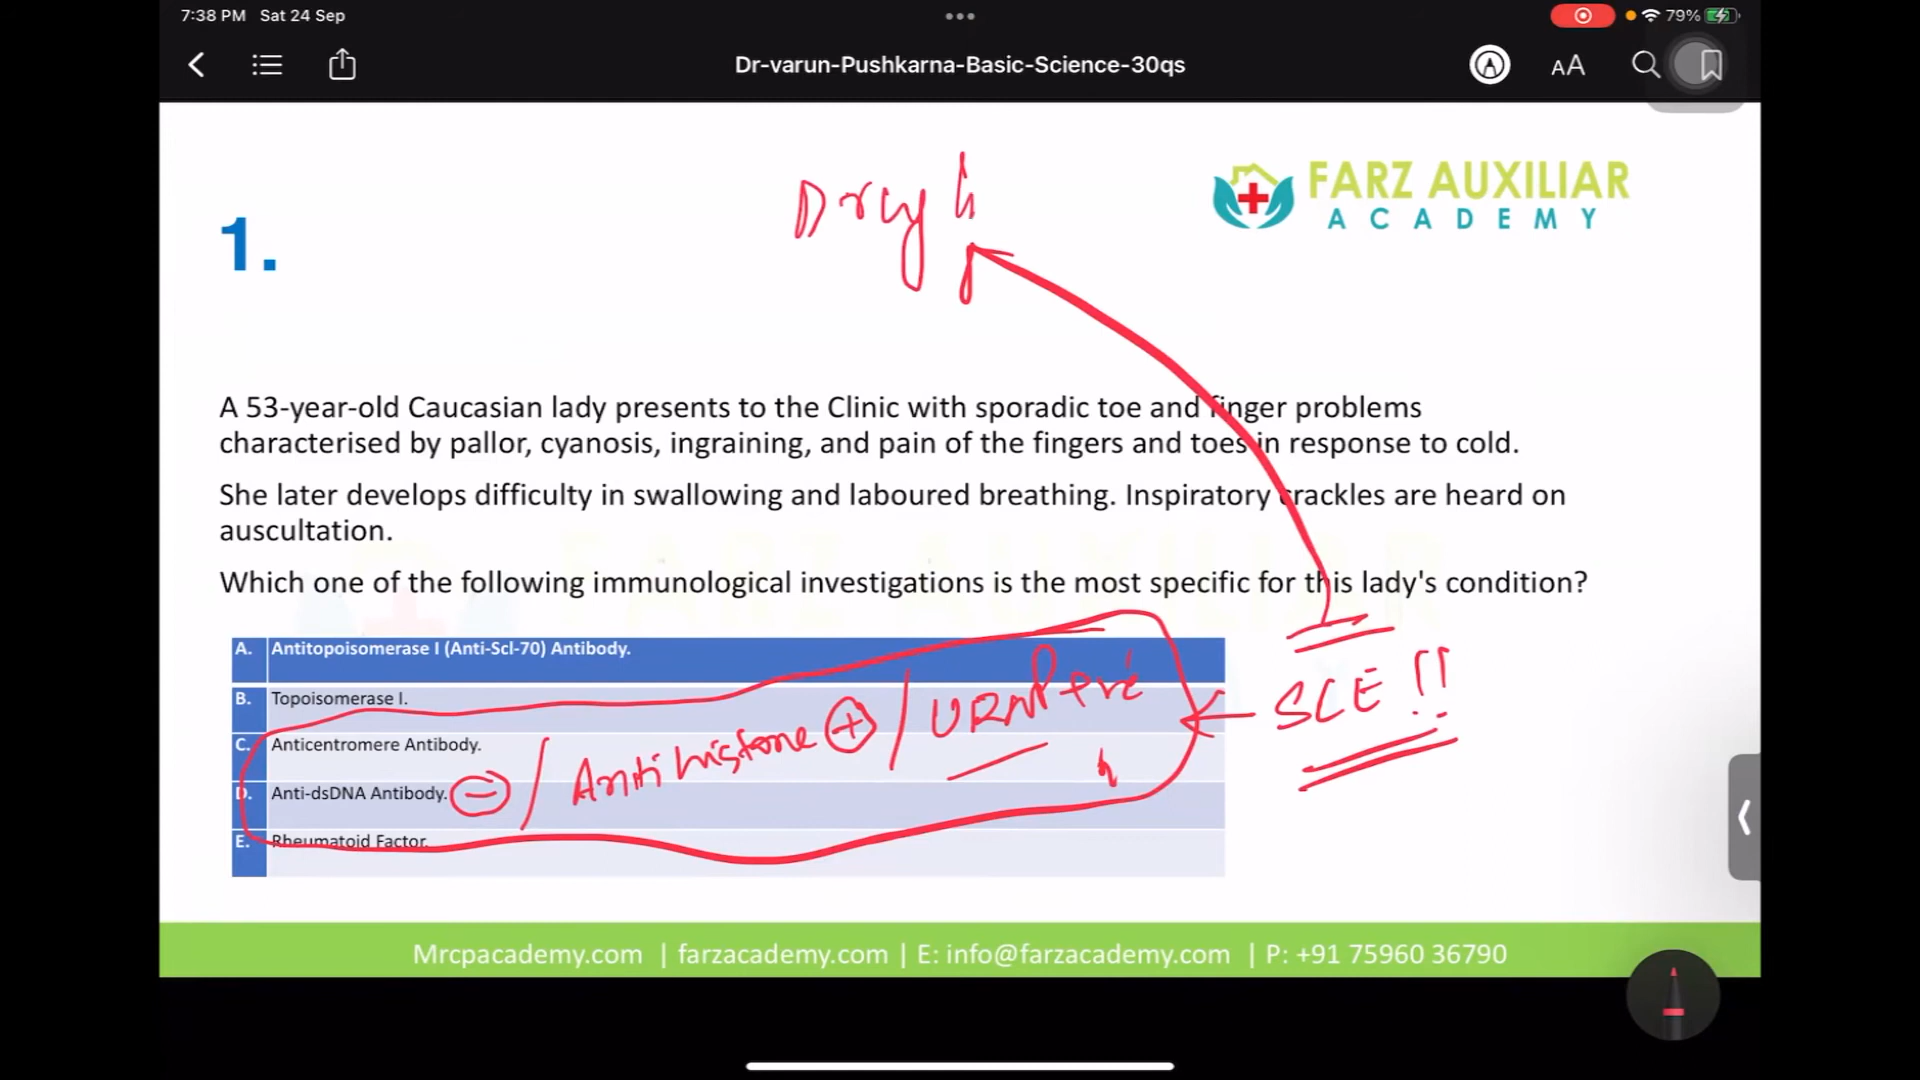 7:38 PM Sat 24 Sep
79%
Dr-varun-Pushkarna-Basic-Science-30qs
AA
FARZ AUXILIAR
ACADEMY
1.
A 53-year-old Caucasian lady presents to the Clinic with sporadic toe and finger problems
characterised by pallor, cyanosis, ingraining, and pain of the fingers and toes in response to cold.
She later develops difficulty in swallowing and laboured breathing. Inspiratory crackles are heard on
auscultation.
Which one of the following immunological investigations is the most specific for this lady's condition?
A. Antitopoisomerase I (Anti-Scl-70) Antibody.
B. Topoisomerase I.
C. Anticentromere Antibody.
D. Anti-dsDNA Antibody.
E. Rheumatoid Factor.
- / Antihistone + / URNP +ve
SCE !!
Mrcpacademy.com | farzacademy.com | E: info@farzacademy.com | P: +91 75960 36790